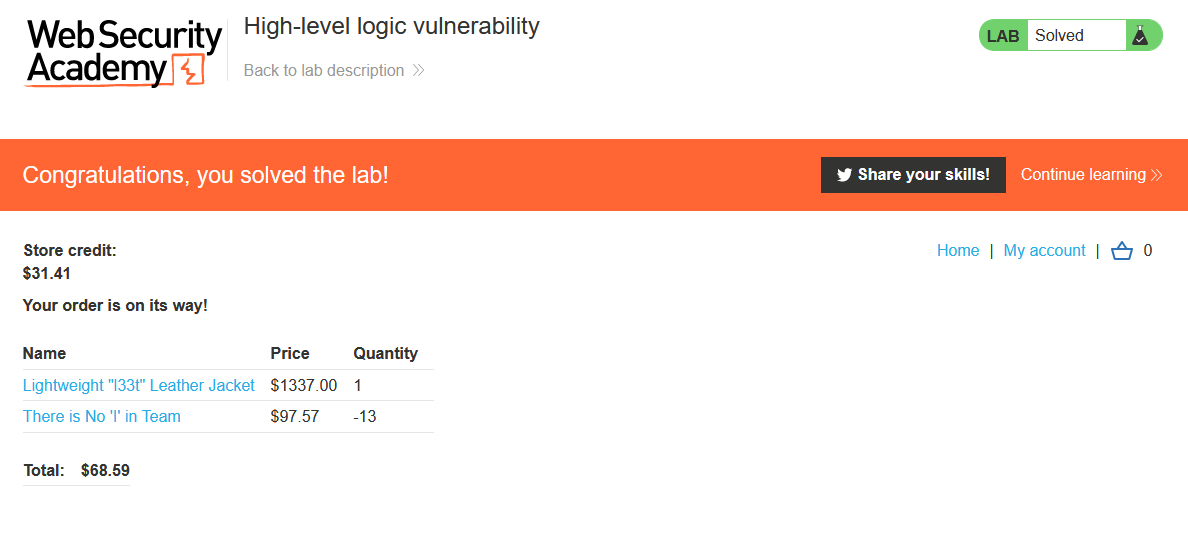 Web Security
Academy
High-level logic vulnerability
Back to lab description
LAB Solved
Congratulations, you solved the lab!
Share your skills!
Continue learning
Store credit:
$31.41
Home | My account | 0
Your order is on its way!
Name Price Quantity
Lightweight "l33t" Leather Jacket $1337.00 1
There is No 'I' in Team $97.57 -13
Total: $68.59